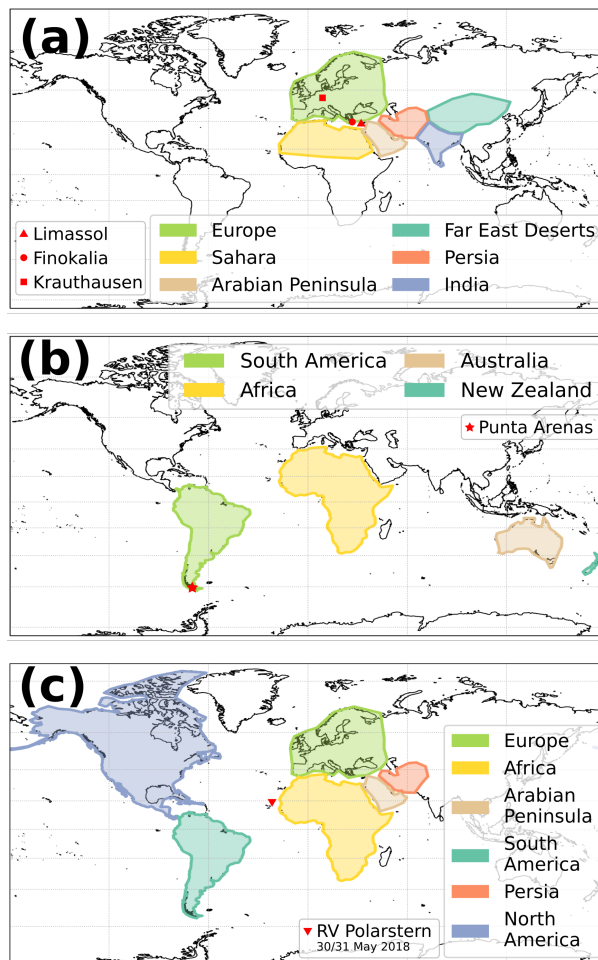 (a)
Limassol
Finokalia
Krauthausen
Europe
Sahara
Arabian Peninsula
Far East Deserts
Persia
India
(b)
South America
Africa
Australia
New Zealand
Punta Arenas
(c)
Europe
Africa
Arabian
Peninsula
South
America
Persia
North
America
RV Polarstern
30/31 May 2018